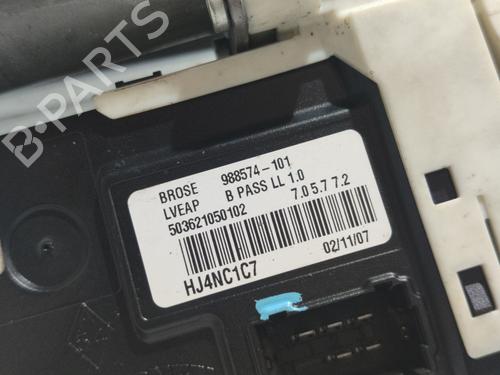 B-PARTS
BROSE 988574-101
LVEAP B PASS LL 1.0
503621050102 7.0 5.7 7.2
HJ4NC1C7 02/11/07